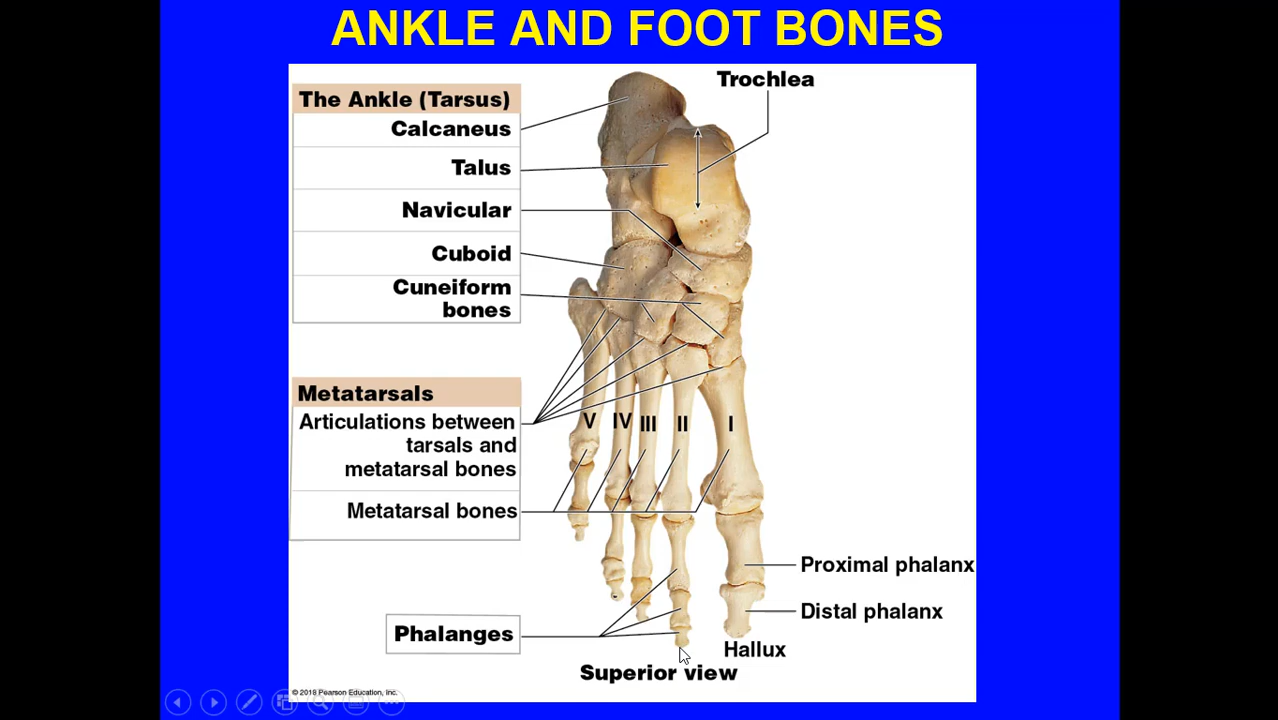 ANKLE AND FOOT BONES
Trochlea
The Ankle (Tarsus)
Calcaneus
Talus
Navicular
Cuboid
Cuneiform
bones
Metatarsals
Articulations between
tarsals and
metatarsal bones
V IV III II I
Metatarsal bones
Proximal phalanx
Distal phalanx
Phalanges
Hallux
Superior view
© 2018 Pearson Education, Inc.